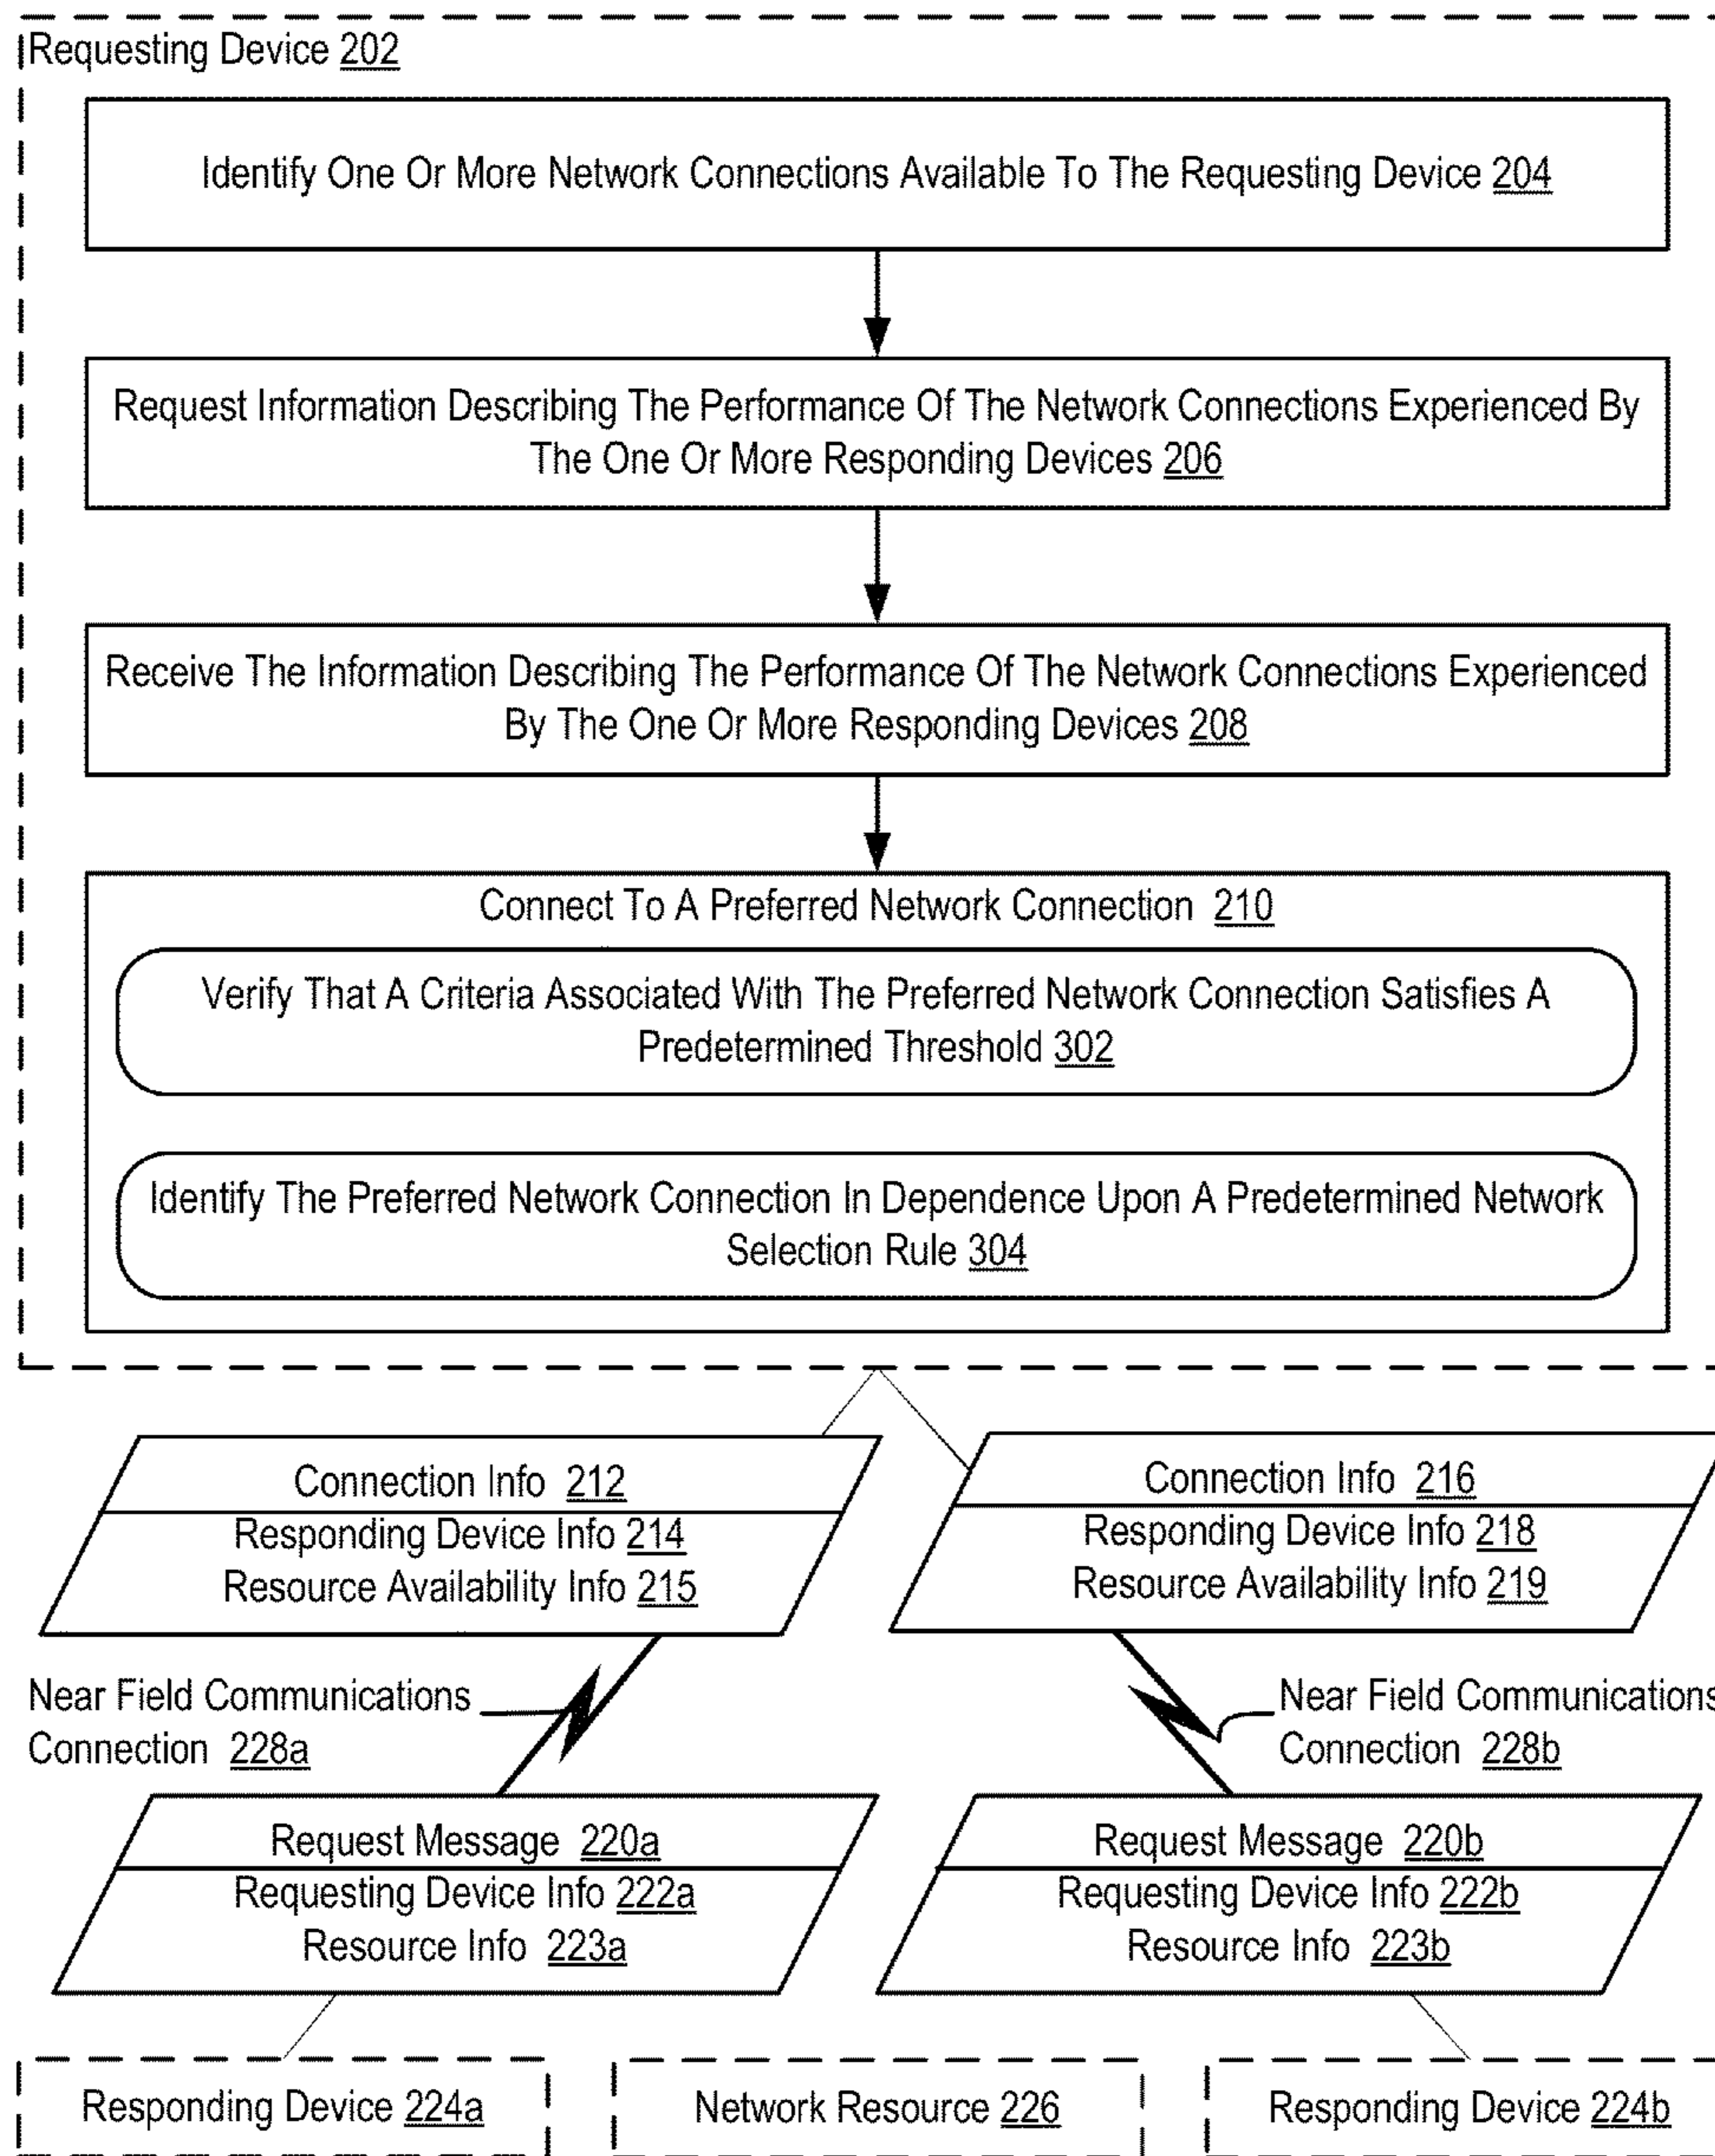 Requesting Device 202
Identify One Or More Network Connections Available To The Requesting Device 204
Request Information Describing The Performance Of The Network Connections Experienced By
The One Or More Responding Devices 206
Receive The Information Describing The Performance Of The Network Connections Experienced
By The One Or More Responding Devices 208
Connect To A Preferred Network Connection 210
Verify That A Criteria Associated With The Preferred Network Connection Satisfies A
Predetermined Threshold 302
Identify The Preferred Network Connection In Dependence Upon A Predetermined Network
Selection Rule 304
Connection Info 212
Responding Device Info 214
Resource Availability Info 215
Connection Info 216
Responding Device Info 218
Resource Availability Info 219
Near Field Communications
Connection 228a
Near Field Communications
Connection 228b
Request Message 220a
Requesting Device Info 222a
Resource Info 223a
Request Message 220b
Requesting Device Info 222b
Resource Info 223b
Responding Device 224a
Network Resource 226
Responding Device 224b